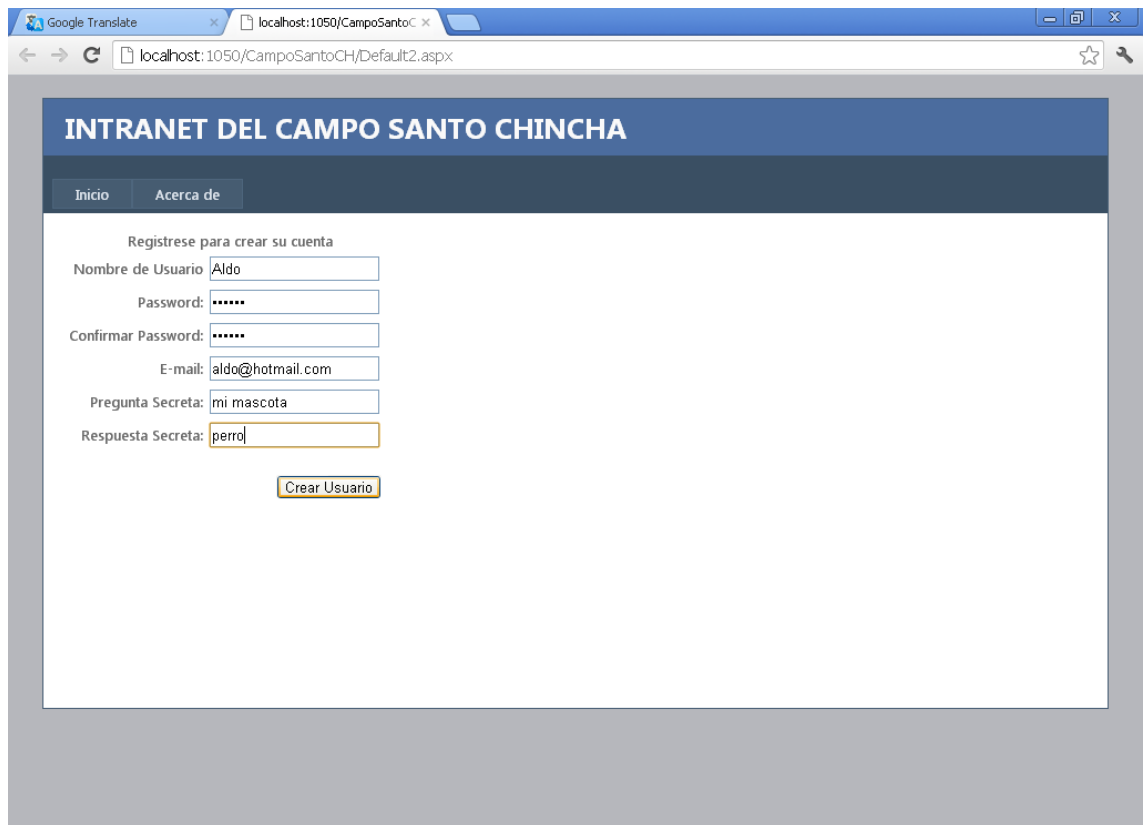 Google Translate
localhost:1050/CampoSantoC
localhost:1050/CampoSantoCH/Default2.aspx
INTRANET DEL CAMPO SANTO CHINCHA
Inicio Acerca de
Registrese para crear su cuenta
Nombre de Usuario Aldo
Password: ••••••
Confirmar Password: ••••••
E-mail: aldo@hotmail.com
Pregunta Secreta: mi mascota
Respuesta Secreta: perro
Crear Usuario